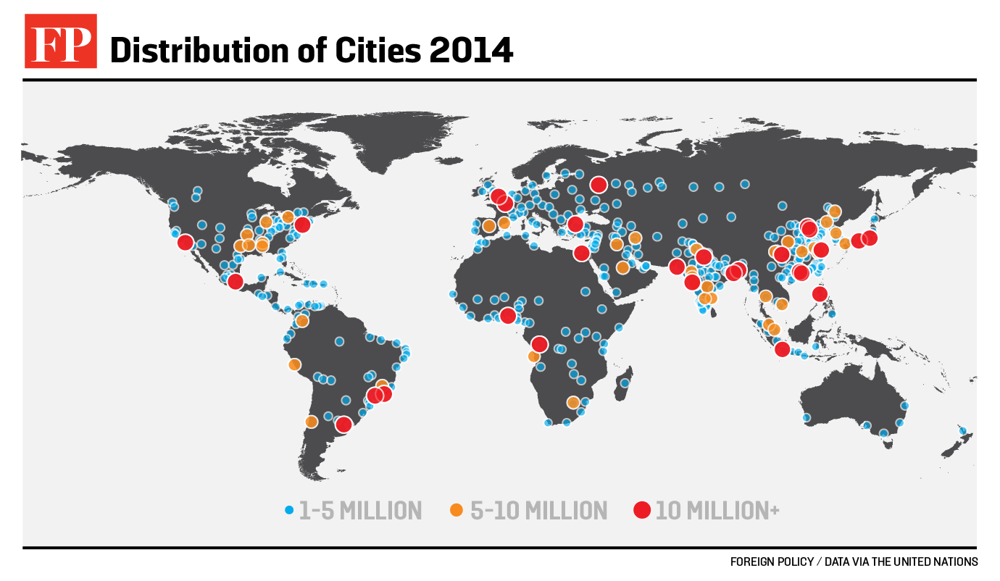 FP
Distribution of Cities 2014
1-5 MILLION
5-10 MILLION
10 MILLION+
FOREIGN POLICY / DATA VIA THE UNITED NATIONS